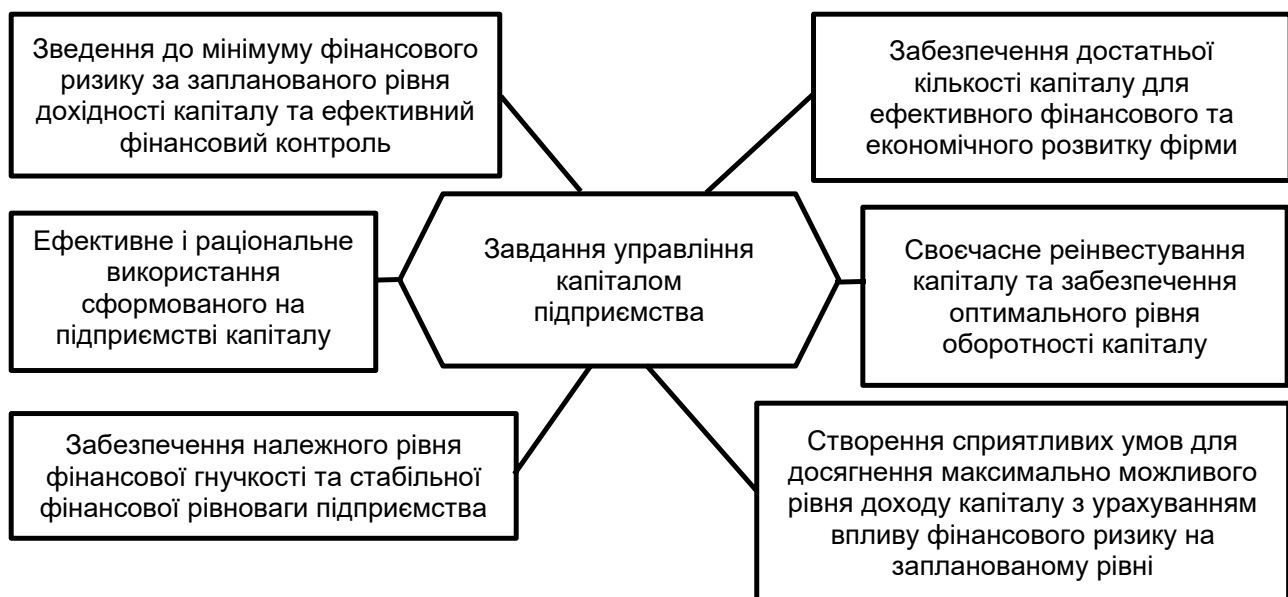 Зведення до мінімуму фінансового
ризику за запланованого рівня
дохідності капіталу та ефективний
фінансовий контроль
Забезпечення достатньої
кількості капіталу для
ефективного фінансового та
економічного розвитку фірми
Ефективне і раціональне
використання
сформованого на
підприємстві капіталу
Завдання управління
капіталом
підприємства
Своєчасне реінвестування
капіталу та забезпечення
оптимального рівня
оборотності капіталу
Забезпечення належного рівня
фінансової гнучкості та стабільної
фінансової рівноваги підприємства
Створення сприятливих умов для
досягнення максимально можливого
рівня доходу капіталу з урахуванням
впливу фінансового ризику на
запланованому рівні